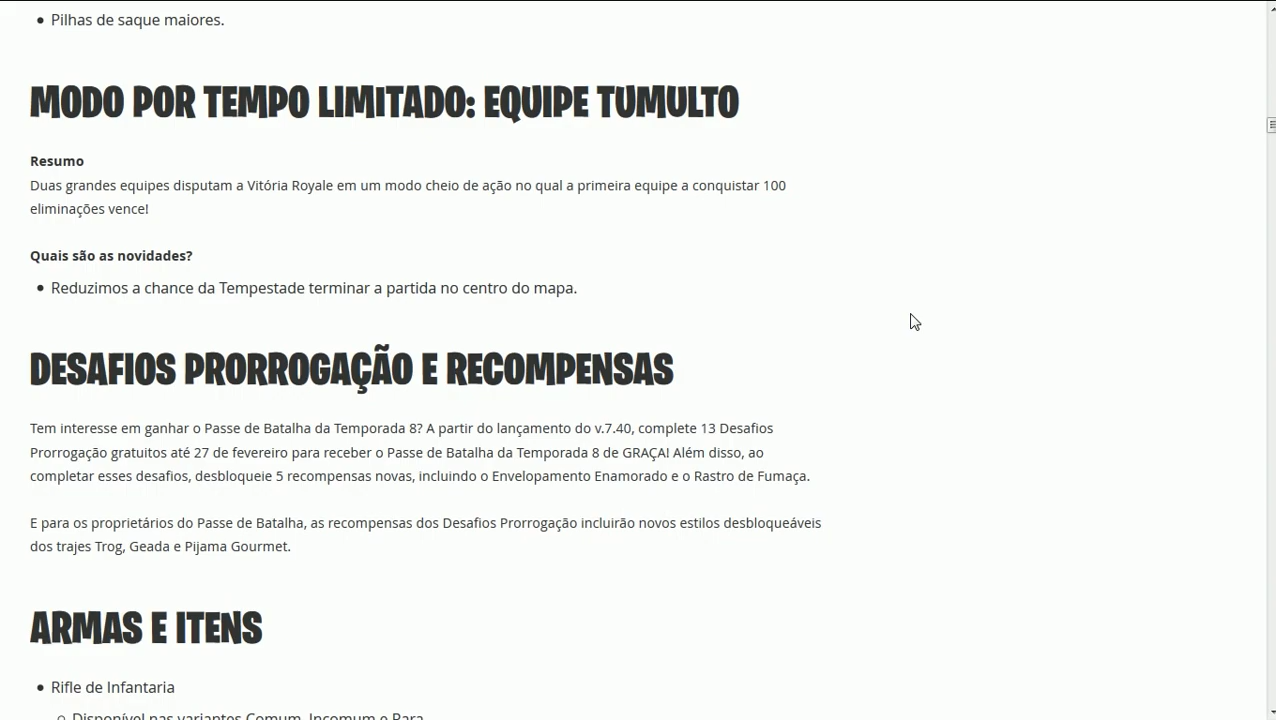 Pilhas de saque maiores.
MODO POR TEMPO LIMITADO: EQUIPE TUMULTO
Resumo
Duas grandes equipes disputam a Vitória Royale em um modo cheio de ação no qual a primeira equipe a conquistar 100
eliminações vence!
Quais são as novidades?
Reduzimos a chance da Tempestade terminar a partida no centro do mapa.
DESAFIOS PRORROGAÇÃO E RECOMPENSAS
Tem interesse em ganhar o Passe de Batalha da Temporada 8? A partir do lançamento do v.7.40, complete 13 Desafios
Prorrogação gratuitos até 27 de fevereiro para receber o Passe de Batalha da Temporada 8 de GRAÇA! Além disso, ao
completar esses desafios, desbloqueie 5 recompensas novas, incluindo o Envelopamento Enamorado e o Rastro de Fumaça.
E para os proprietários do Passe de Batalha, as recompensas dos Desafios Prorrogação incluirão novos estilos desbloqueáveis
dos trajes Trog, Geada e Pijama Gourmet.
ARMAS E ITENS
Rifle de Infantaria
Disponível nas variantes Comum, Incomum e Rara